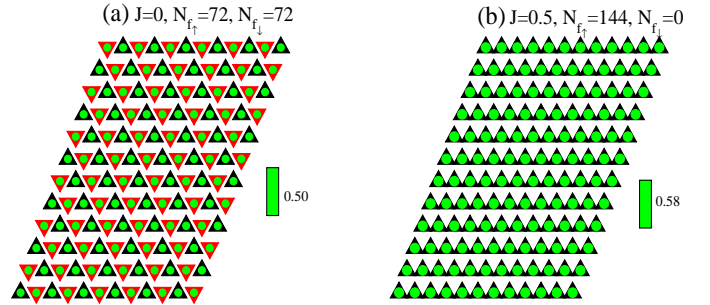 (a) J=0, N_{f↑}=72, N_{f↓}=72
(b) J=0.5, N_{f↑}=144, N_{f↓}=0
0.50
0.58